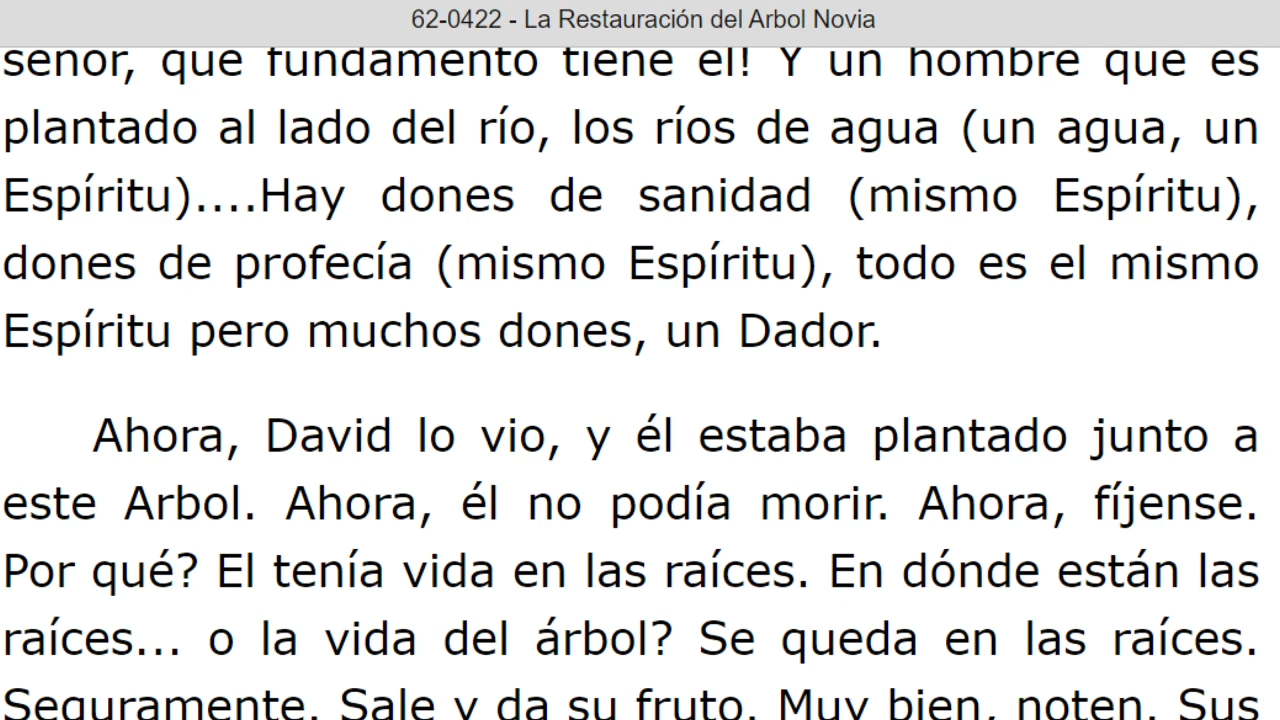 62-0422 - La Restauración del Arbol Novia
señor, que fundamento tiene él! Y un hombre que es
plantado al lado del río, los ríos de agua (un agua, un
Espíritu)....Hay dones de sanidad (mismo Espíritu),
dones de profecía (mismo Espíritu), todo es el mismo
Espíritu pero muchos dones, un Dador.
Ahora, David lo vio, y él estaba plantado junto a
este Arbol. Ahora, él no podía morir. Ahora, fíjense.
Por qué? El tenía vida en las raíces. En dónde están las
raíces... o la vida del árbol? Se queda en las raíces.
Seguramente. Sale y da su fruto. Muy bien, noten. Sus